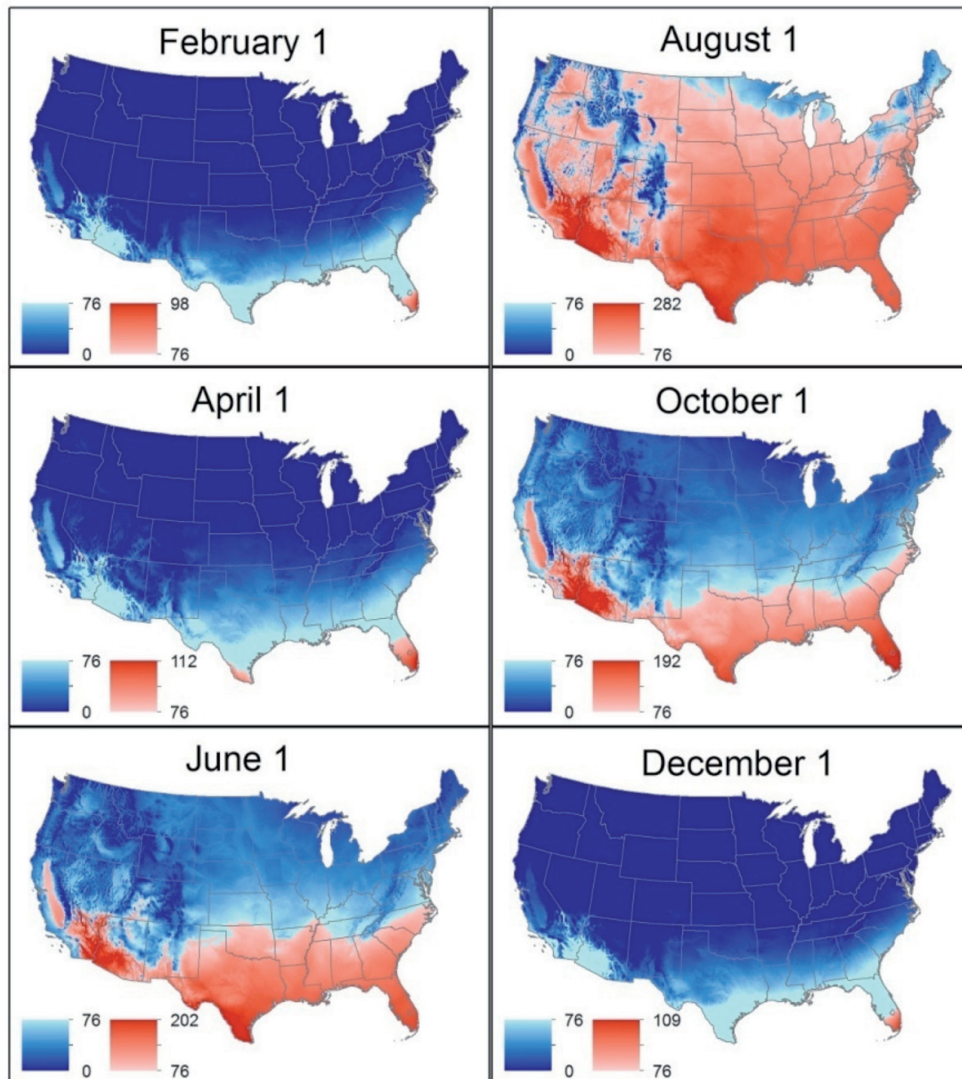 February 1
76 98
0 76
August 1
76 282
0 76
April 1
76 112
0 76
October 1
76 192
0 76
June 1
76 202
0 76
December 1
76 109
0 76